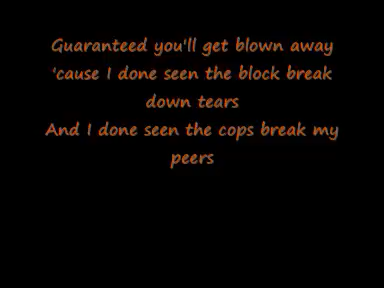 Guaranteed you'll get blown away
'cause I done seen the block break
down tears
And I done seen the cops break my
peers